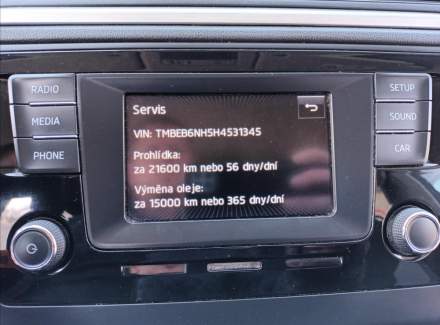 RADIO
MEDIA
PHONE
SETUP
SOUND
CAR
Servis
VIN: TMBEB6NH5H4531345
Prohlídka:
za 21600 km nebo 56 dny/dní
Výměna oleje:
za 15000 km nebo 365 dny/dní